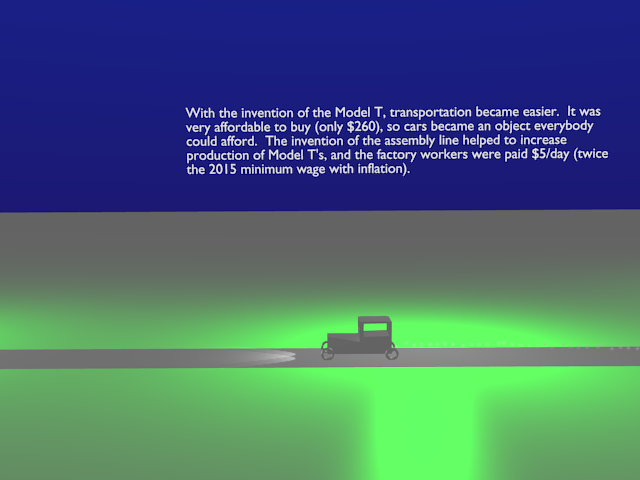 With the invention of the Model T, transportation became easier.  It was
very affordable to buy (only $260), so cars became an object everybody
could afford.  The invention of the assembly line helped to increase
production of Model T's, and the factory workers were paid $5/day (twice
the 2015 minimum wage with inflation).